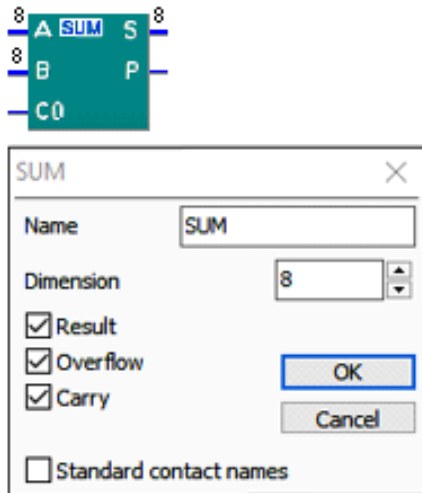 8 A SUM S 8
8 B P
C0
SUM
Name SUM
Dimension 8
Result
Overflow
OK
Carry
Cancel
Standard contact names